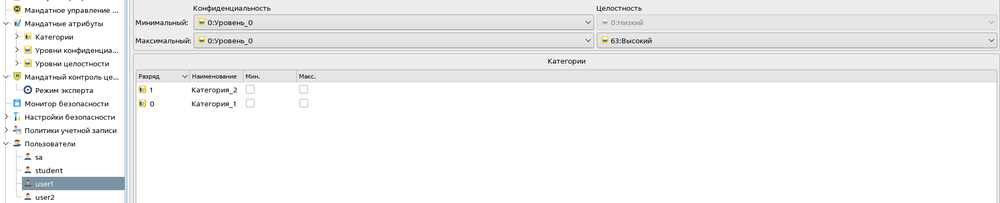 Мандатное управление ...
Мандатные атрибуты
Категории
Уровни конфиденциа...
Уровни целостности
Мандатный контроль це...
Режим эксперта
Монитор безопасности
Настройки безопасности
Политики учетной записи
Пользователи
sa
student
user1
user2
Конфиденциальность Целостность
Минимальный: 0:Уровень_0 0:Низкий
Максимальный: 0:Уровень_0 63:Высокий
Категории
Разряд Наименование Мин. Макс.
1 Категория_2
0 Категория_1